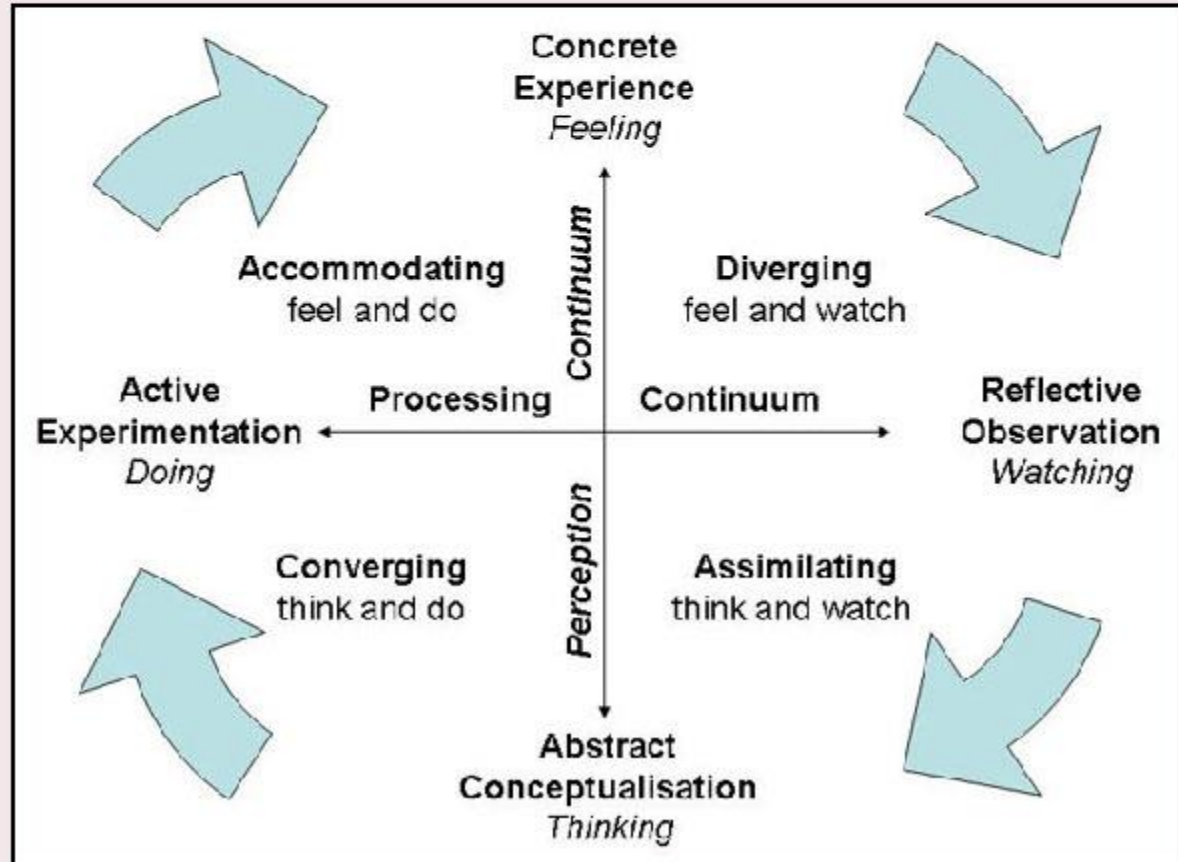 Concrete
Experience
Feeling
Continuum
Accommodating
feel and do
Diverging
feel and watch
Active
Experimentation
Doing
Processing
Continuum
Reflective
Observation
Watching
Perception
Converging
think and do
Assimilating
think and watch
Abstract
Conceptualisation
Thinking